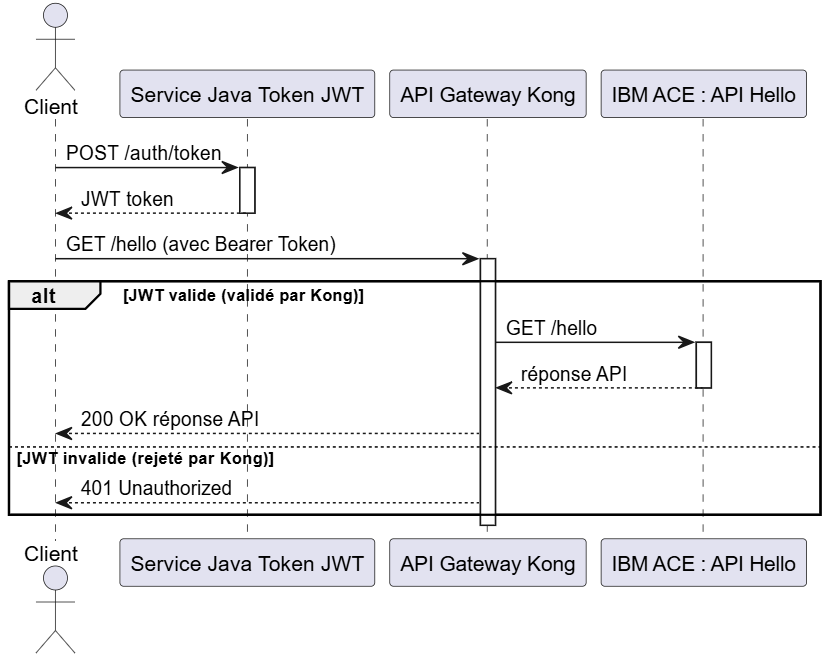 Client
Service Java Token JWT
API Gateway Kong
IBM ACE : API Hello
POST /auth/token
JWT token
GET /hello (avec Bearer Token)
alt
[JWT valide (validé par Kong)]
GET /hello
réponse API
200 OK réponse API
[JWT invalide (rejeté par Kong)]
401 Unauthorized
Client
Service Java Token JWT
API Gateway Kong
IBM ACE : API Hello